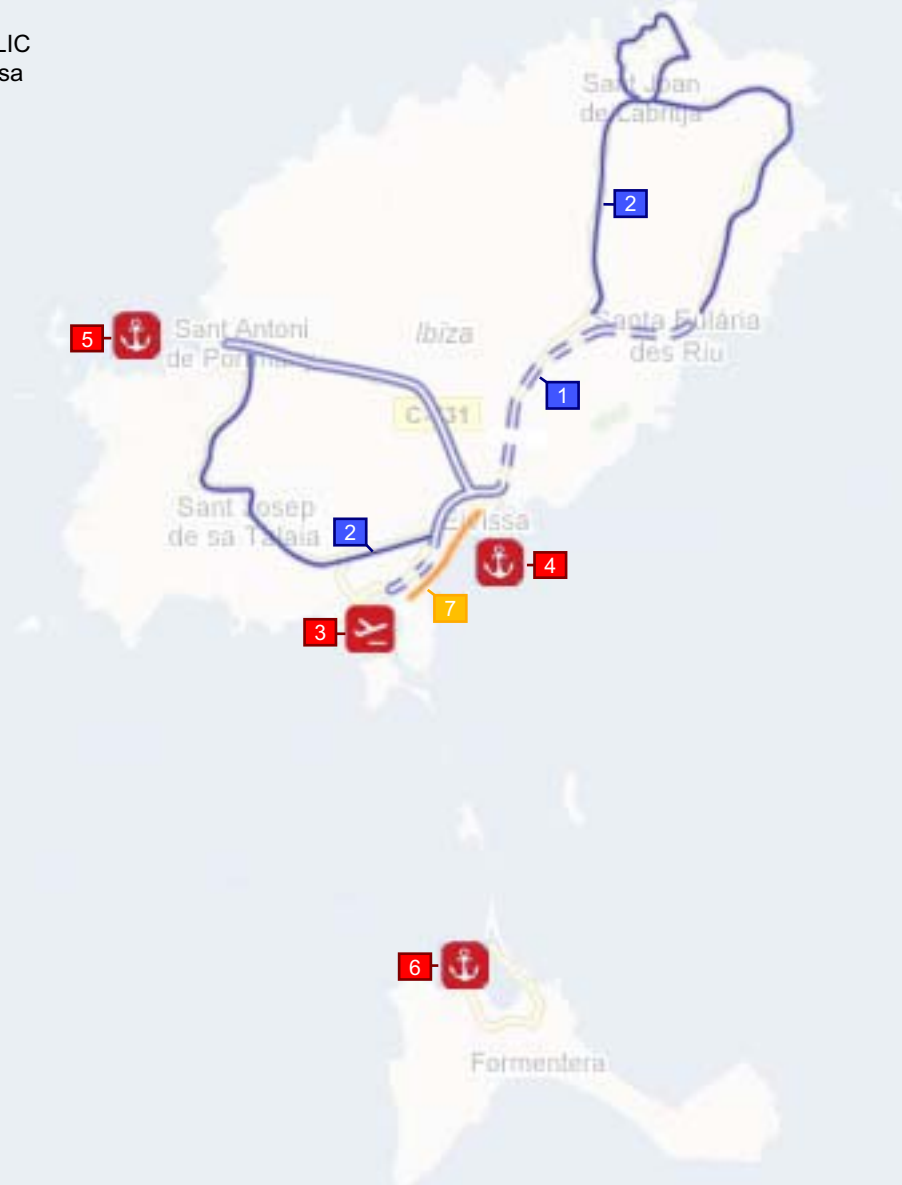 LIC
sa
Sant Joan
de Labritja
2
5
Sant Antoni
de Portmany
Ibiza
Santa Eulària
des Riu
1
C-731
Sant Josep
de sa Talaia
2
Eivissa
4
7
3
6
Formentera